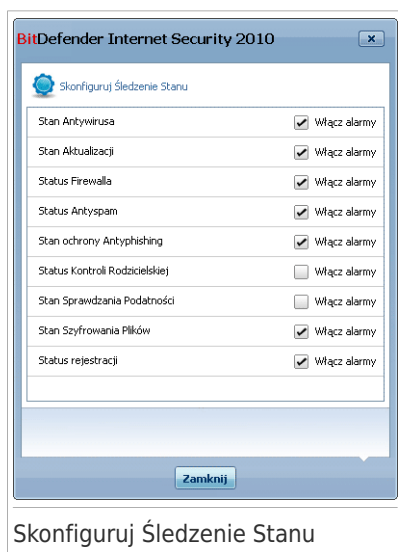 BitDefender Internet Security 2010
Skonfiguruj Śledzenie Stanu
Stan Antywirusa Włącz alarmy
Stan Aktualizacji Włącz alarmy
Status Firewalla Włącz alarmy
Status Antyspam Włącz alarmy
Stan ochrony Antyphishing Włącz alarmy
Status Kontroli Rodzicielskiej Włącz alarmy
Stan Sprawdzania Podatności Włącz alarmy
Stan Szyfrowania Plików Włącz alarmy
Status rejestracji Włącz alarmy
Zamknij
Skonfiguruj Śledzenie Stanu